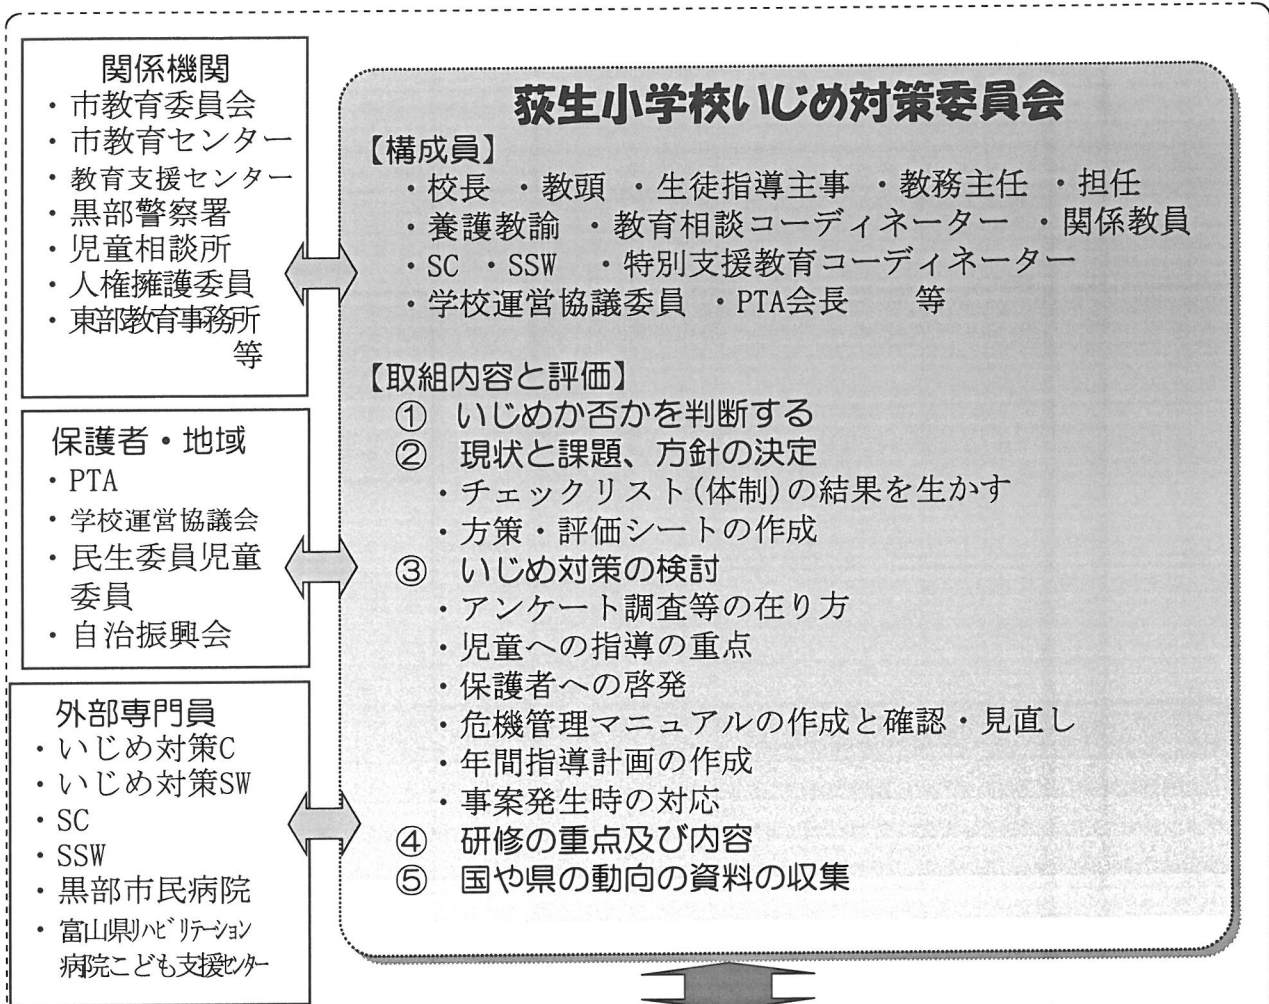 関係機関
・市教育委員会
・市教育センター
・教育支援センター
・黒部警察署
・児童相談所
・人権擁護委員
・東部教育事務所
等
保護者・地域
・PTA
・学校運営協議会
・民生委員児童
委員
・自治振興会
外部専門員
・いじめ対策C
・いじめ対策SW
・SC
・SSW
・黒部市民病院
・富山県リハビリテーション
病院こども支援センター
荻生小学校いじめ対策委員会
【構成員】
・校長 ・教頭 ・生徒指導主事 ・教務主任 ・担任
・養護教諭 ・教育相談コーディネーター ・関係教員
・SC ・SSW ・特別支援教育コーディネーター
・学校運営協議委員 ・PTA会長 等
【取組内容と評価】
① いじめか否かを判断する
② 現状と課題、方針の決定
・チェックリスト(体制)の結果を生かす
・方策・評価シートの作成
③ いじめ対策の検討
・アンケート調査等の在り方
・児童への指導の重点
・保護者への啓発
・危機管理マニュアルの作成と確認・見直し
・年間指導計画の作成
・事案発生時の対応
④ 研修の重点及び内容
⑤ 国や県の動向の資料の収集